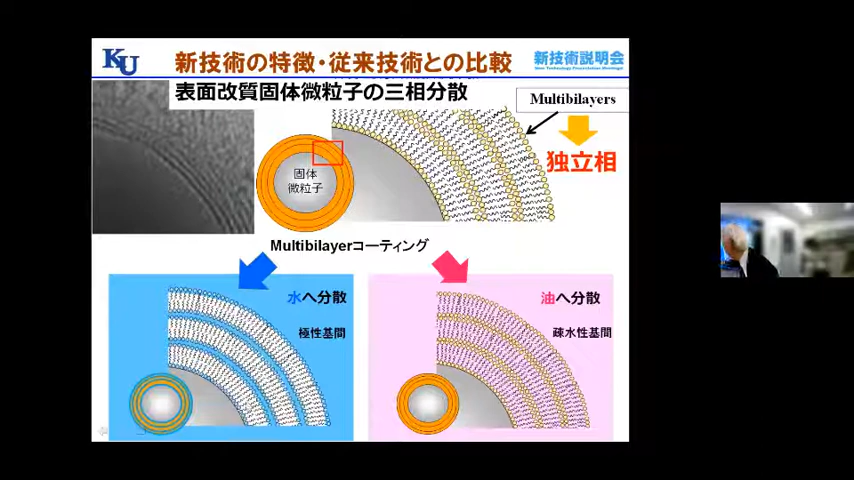 KU
新技術の特徴・従来技術との比較
新技術説明会
表面改質固体微粒子の三相分散
Multibilayers
独立相
固体
微粒子
Multibilayerコーティング
水へ分散
極性基間
油へ分散
疎水性基間